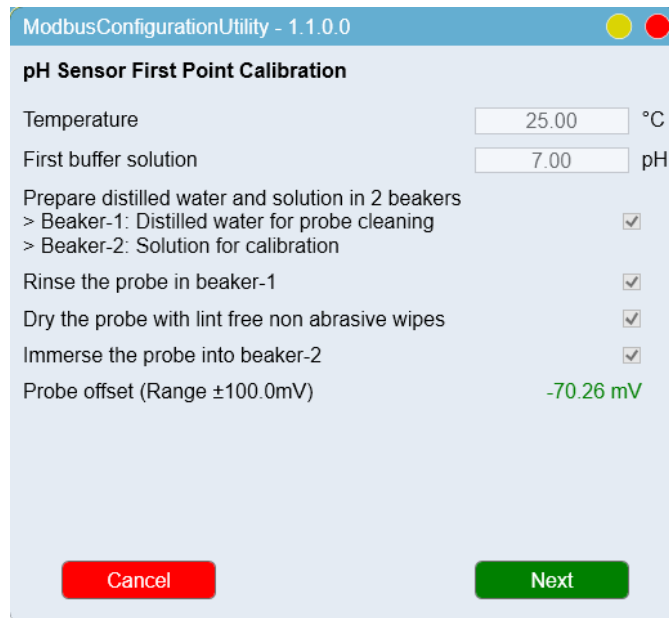 ModbusConfigurationUtility - 1.1.0.0
pH Sensor First Point Calibration
Temperature 25.00 °C
First buffer solution 7.00 pH
Prepare distilled water and solution in 2 beakers
> Beaker-1: Distilled water for probe cleaning
> Beaker-2: Solution for calibration
Rinse the probe in beaker-1
Dry the probe with lint free non abrasive wipes
Immerse the probe into beaker-2
Probe offset (Range ±100.0mV) -70.26 mV
Cancel Next